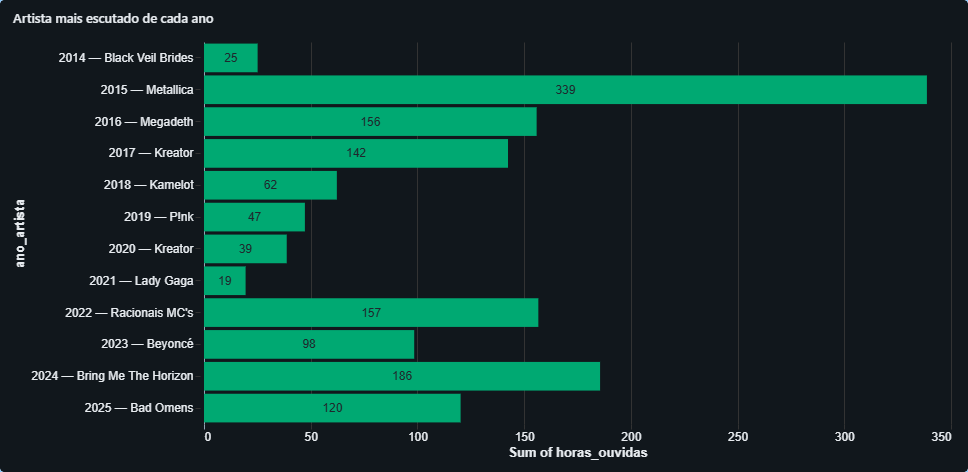 Artista mais escutado de cada ano
ano_artista
2014 — Black Veil Brides 25
2015 — Metallica 339
2016 — Megadeth 156
2017 — Kreator 142
2018 — Kamelot 62
2019 — P!nk 47
2020 — Kreator 39
2021 — Lady Gaga 19
2022 — Racionais MC's 157
2023 — Beyoncé 98
2024 — Bring Me The Horizon 186
2025 — Bad Omens 120
0 50 100 150 200 250 300 350
Sum of horas_ouvidas